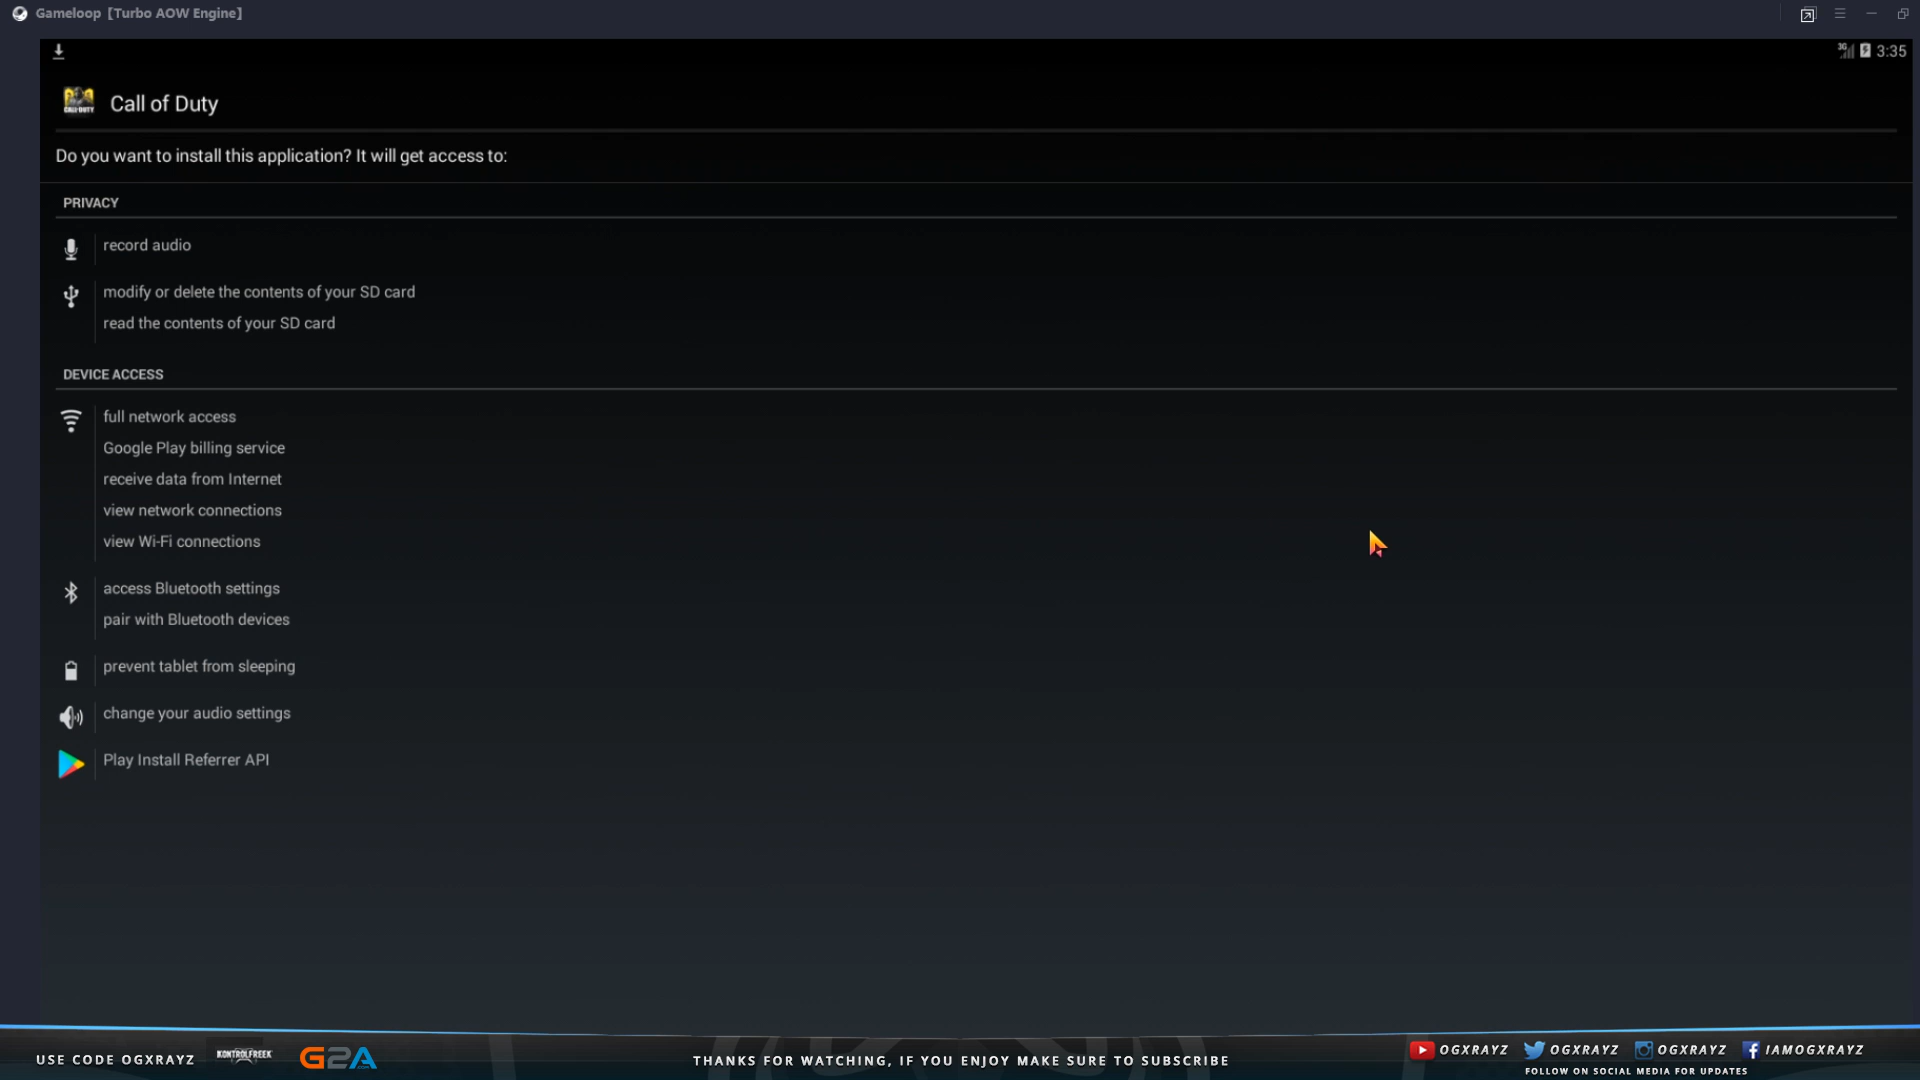 Gameloop [Turbo AOW Engine]
3G 3:35
CALL OF DUTY
Call of Duty
Do you want to install this application? It will get access to:
PRIVACY
record audio
modify or delete the contents of your SD card
read the contents of your SD card
DEVICE ACCESS
full network access
Google Play billing service
receive data from Internet
view network connections
view Wi-Fi connections
access Bluetooth settings
pair with Bluetooth devices
prevent tablet from sleeping
change your audio settings
Play Install Referrer API
USE CODE OGXRAYZ
KONTROLFREEK
G2A
THANKS FOR WATCHING, IF YOU ENJOY MAKE SURE TO SUBSCRIBE
OGXRAYZ OGXRAYZ OGXRAYZ IAMOGXRAYZ
FOLLOW ON SOCIAL MEDIA FOR UPDATES